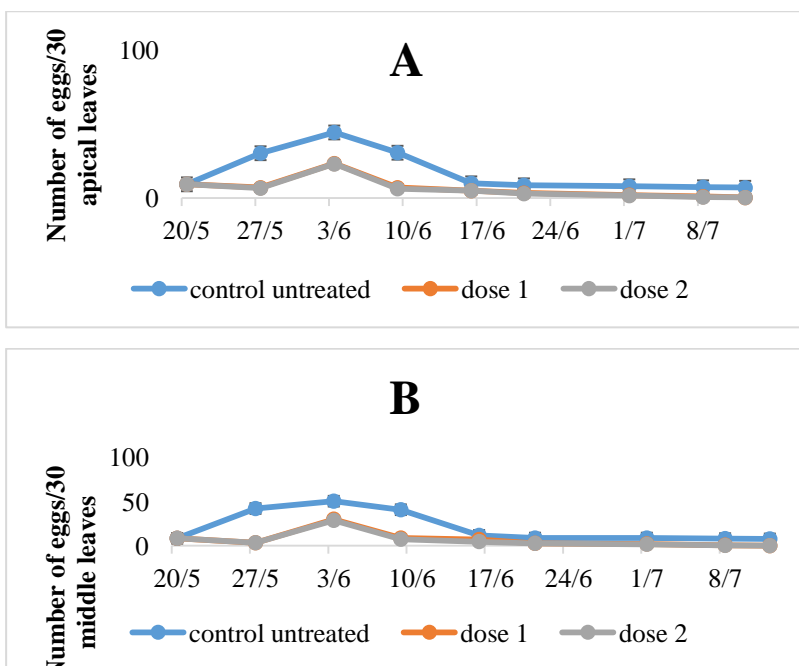 A
100
0
Number of eggs/30
apical leaves
20/5 27/5 3/6 10/6 17/6 24/6 1/7 8/7
control untreated dose 1 dose 2
B
100
50
0
Number of eggs/30
middle leaves
20/5 27/5 3/6 10/6 17/6 24/6 1/7 8/7
control untreated dose 1 dose 2